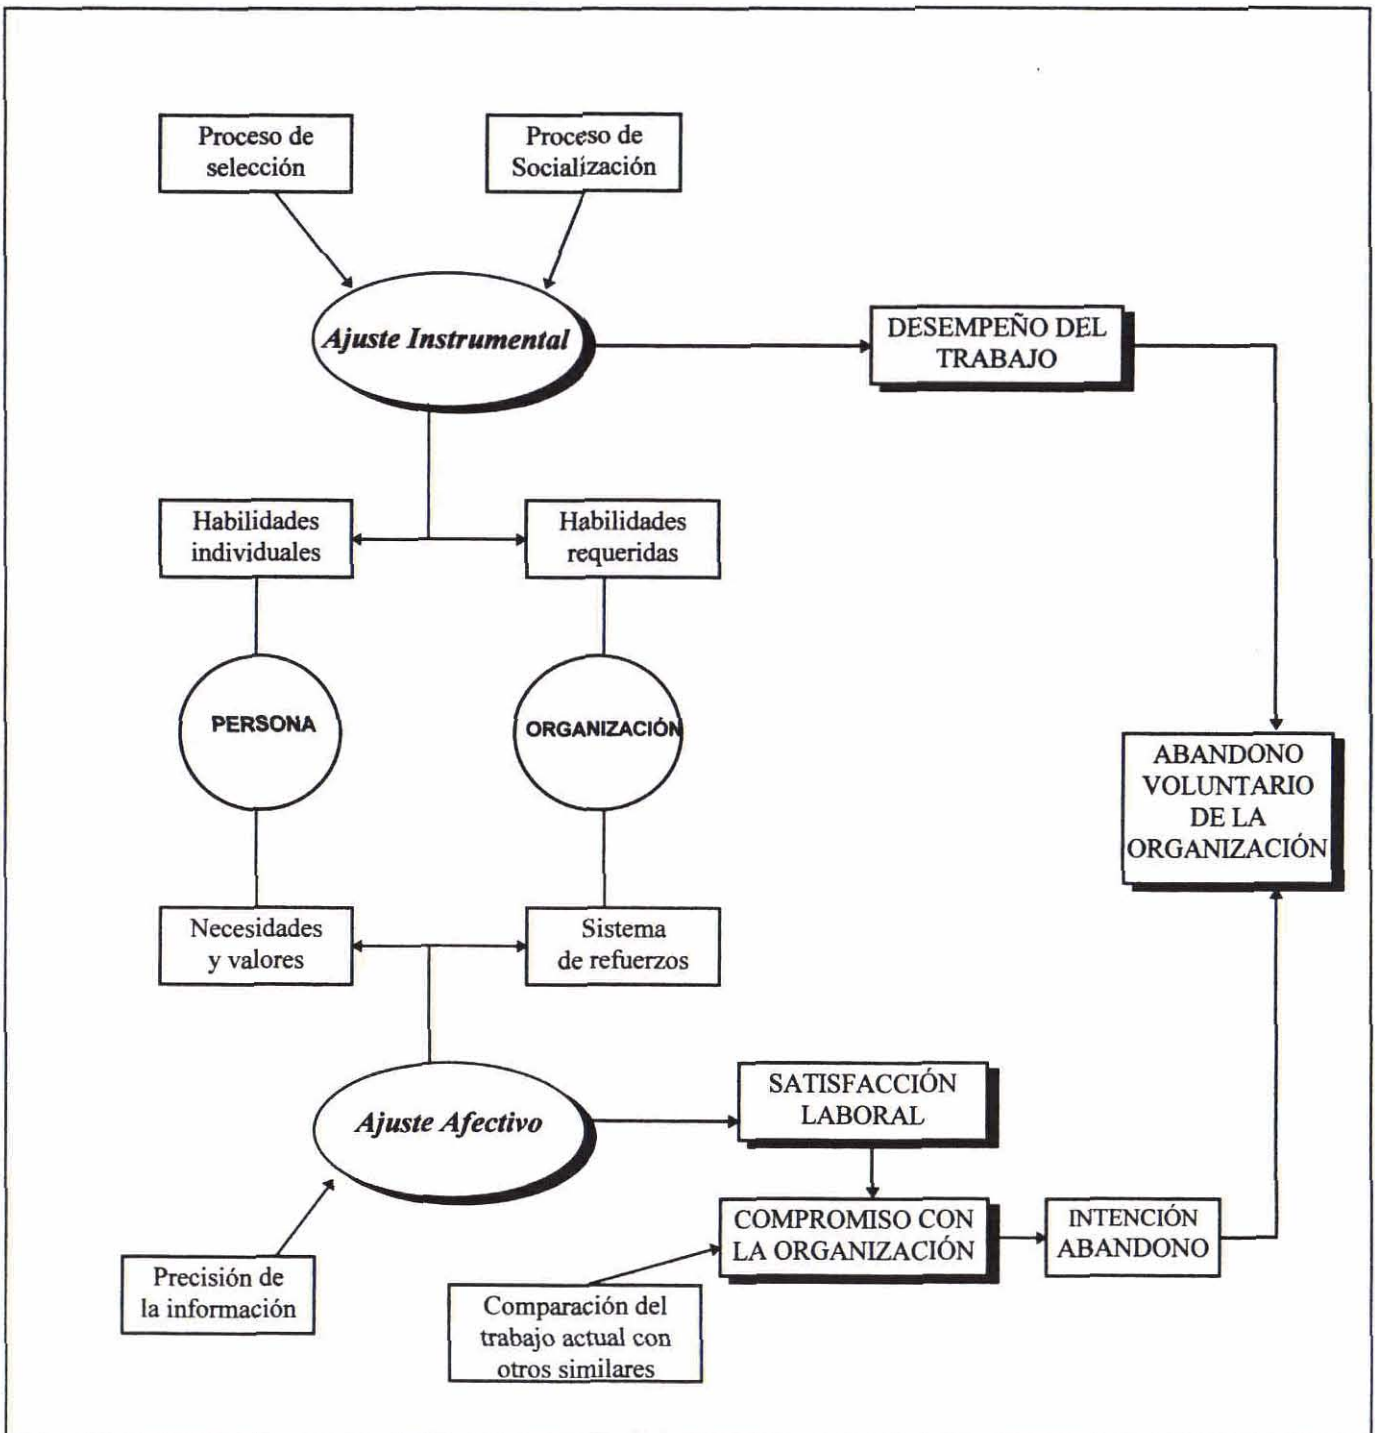 Proceso de
selección
Proceso de
Socialización
Ajuste Instrumental
DESEMPEÑO DEL
TRABAJO
Habilidades
individuales
Habilidades
requeridas
PERSONA
ORGANIZACIÓN
ABANDONO
VOLUNTARIO
DE LA
ORGANIZACIÓN
Necesidades
y valores
Sistema
de refuerzos
Ajuste Afectivo
SATISFACCIÓN
LABORAL
COMPROMISO CON
LA ORGANIZACIÓN
INTENCIÓN
ABANDONO
Precisión de
la información
Comparación del
trabajo actual con
otros similares